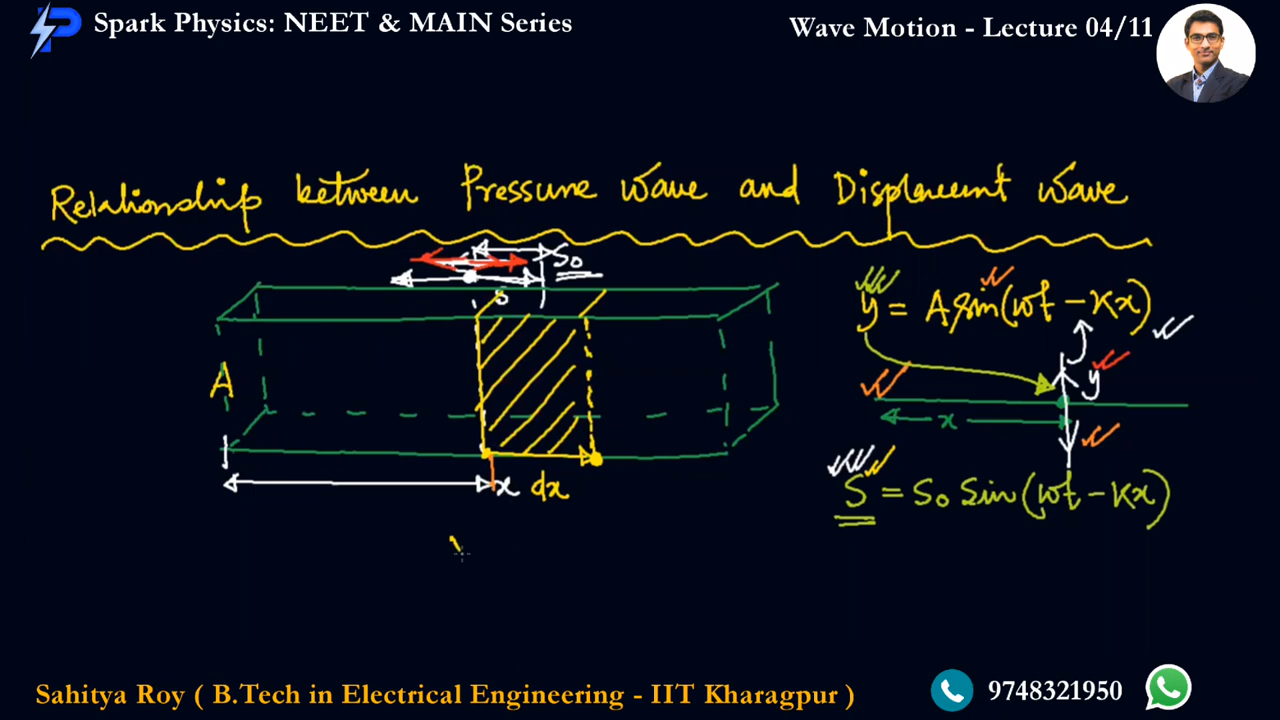 Spark Physics: NEET & MAIN Series
Wave Motion - Lecture 04/11
Relationship between Pressure wave and Displacemnt wave
S₀
s
y = A sin(ωt - kx)
A
y
x
x dx
S = S₀ Sin(ωt - kx)
Sahitya Roy ( B.Tech in Electrical Engineering - IIT Kharagpur )
9748321950